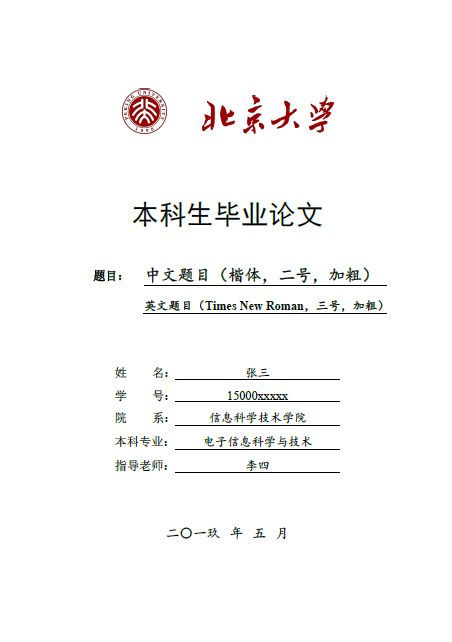 PEKING UNIVERSITY
1898
北京大学
本科生毕业论文
题目： 中文题目（楷体，二号，加粗）
英文题目（Times New Roman，三号，加粗）
姓 名： 张三
学 号： 15000xxxxx
院 系： 信息科学技术学院
本科专业： 电子信息科学与技术
指导老师： 李四
二〇一玖 年 五 月